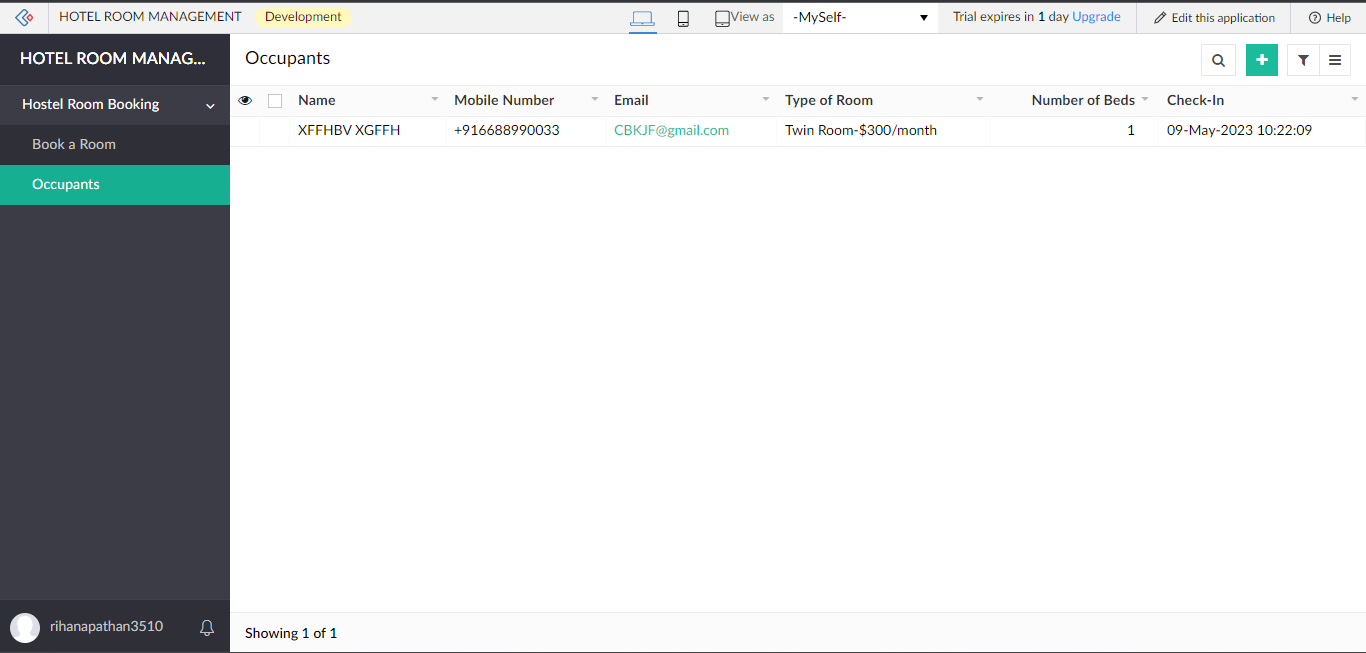 HOTEL ROOM MANAGEMENT Development View as -MySelf- Trial expires in 1 day Upgrade Edit this application Help
HOTEL ROOM MANAG...
Occupants
Hostel Room Booking
Book a Room
Occupants
Name Mobile Number Email Type of Room Number of Beds Check-In
XFFHBV XGFFH +916688990033 CBKJF@gmail.com Twin Room-$300/month 1 09-May-2023 10:22:09
rihanapathan3510
Showing 1 of 1